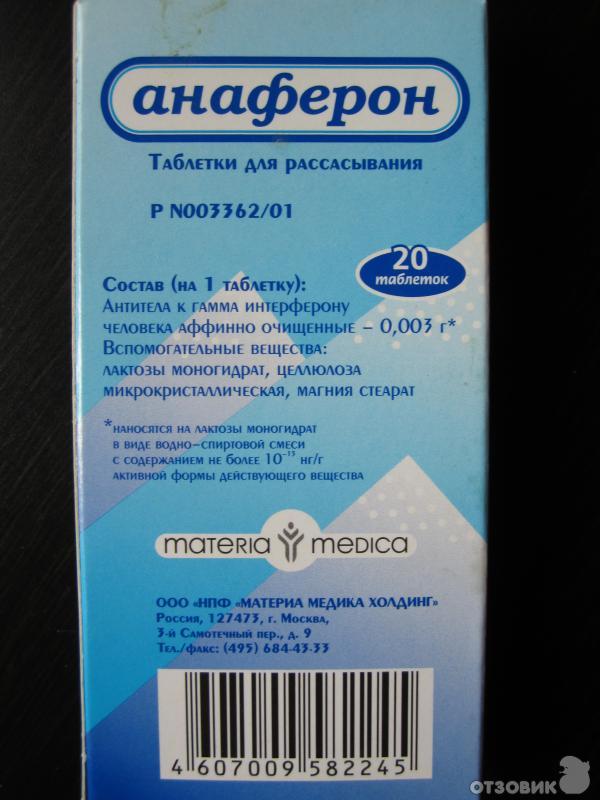 анаферон
Таблетки для рассасывания
Р N003362/01
20
таблеток
Состав (на 1 таблетку):
Антитела к гамма интерферону
человека аффинно очищенные – 0,003 г*
Вспомогательные вещества:
лактозы моногидрат, целлюлоза
микрокристаллическая, магния стеарат
*наносятся на лактозы моногидрат
в виде водно–спиртовой смеси
с содержанием не более 10⁻¹⁵ нг/г
активной формы действующего вещества
materia medica
ООО «НПФ «МАТЕРИА МЕДИКА ХОЛДИНГ»
Россия, 127473, г. Москва,
3-й Самотечный пер., д. 9
Тел./факс: (495) 684-43-33
4 607009 582245
отзовик